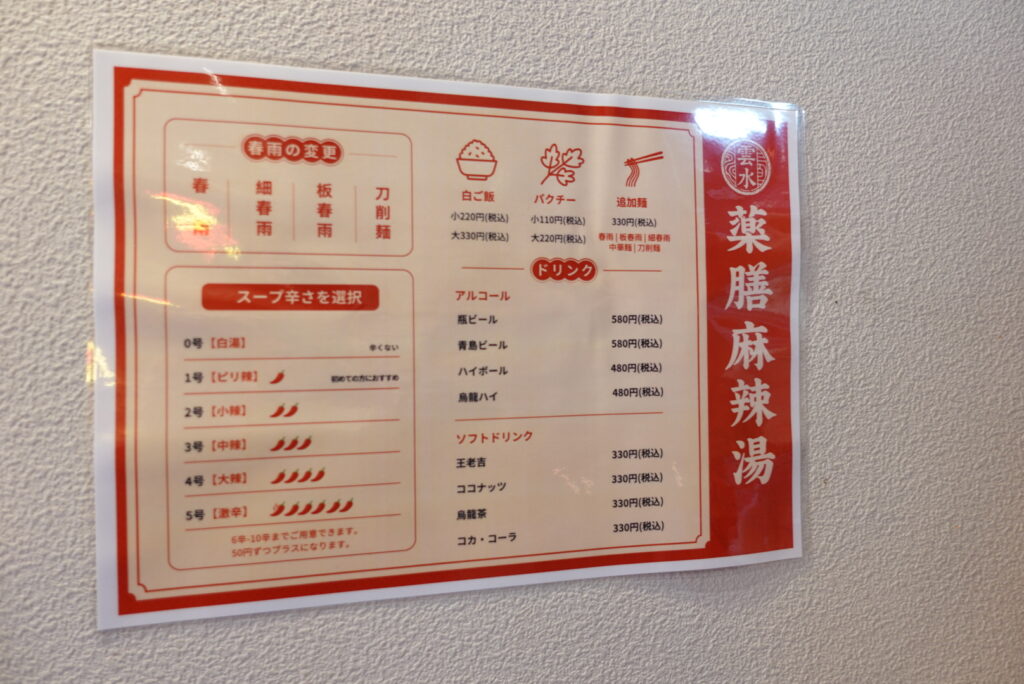 春雨の変更
春雨
細春雨
板春雨
刀削麺
スープ辛さを選択
0号【白湯】 辛くない
1号【ピリ辣】 初めての方におすすめ
2号【小辣】
3号【中辣】
4号【大辣】
5号【激辛】
6辛-10辛までご用意できます。
50円ずつプラスになります。
白ご飯
小220円(税込)
大330円(税込)
パクチー
小110円(税込)
大220円(税込)
追加麺
330円(税込)
春雨 | 板春雨 | 細春雨
中華麺 | 刀削麺
ドリンク
アルコール
瓶ビール 580円(税込)
青島ビール 580円(税込)
ハイボール 480円(税込)
烏龍ハイ 480円(税込)
ソフトドリンク
王老吉 330円(税込)
ココナッツ 330円(税込)
烏龍茶 330円(税込)
コカ・コーラ 330円(税込)
雲水
薬膳麻辣湯